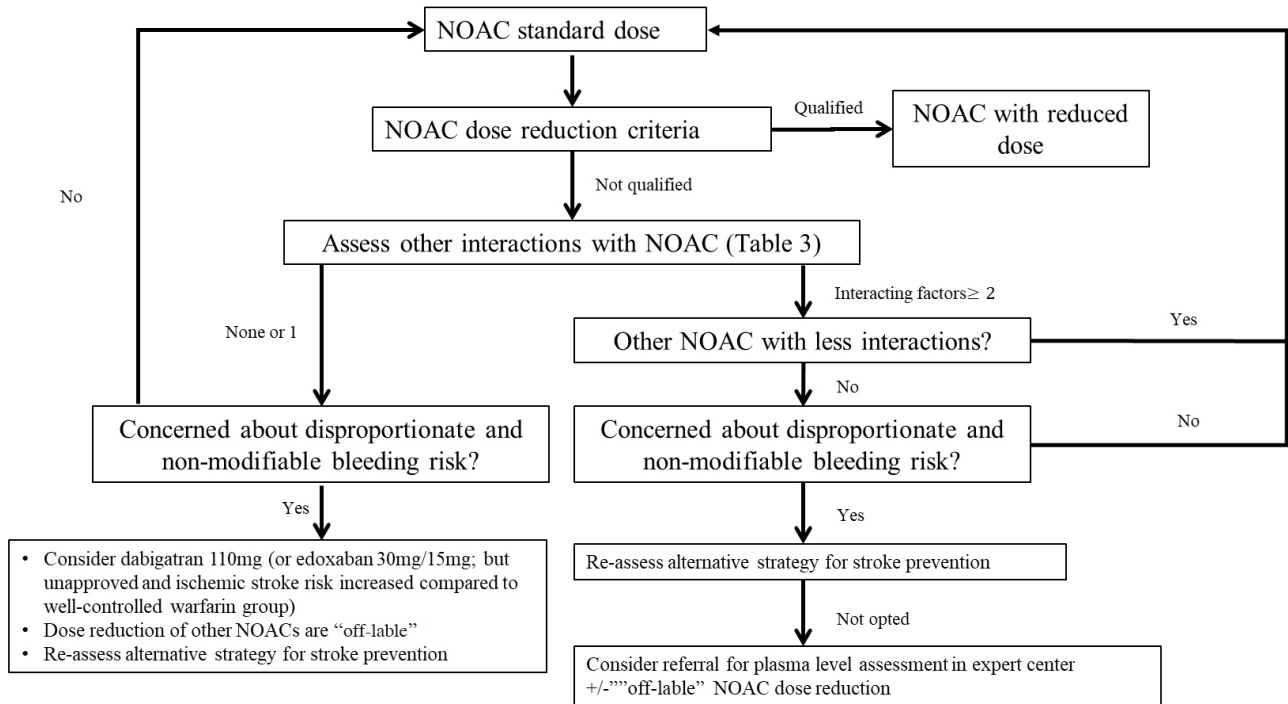 NOAC standard dose
NOAC dose reduction criteria
Qualified
NOAC with reduced
dose
No
Not qualified
Assess other interactions with NOAC (Table 3)
Interacting factors≥ 2
None or 1
Other NOAC with less interactions?
Yes
No
Concerned about disproportionate and
non-modifiable bleeding risk?
Concerned about disproportionate and
non-modifiable bleeding risk?
No
Yes
Yes
• Consider dabigatran 110mg (or edoxaban 30mg/15mg; but
unapproved and ischemic stroke risk increased compared to
well-controlled warfarin group)
• Dose reduction of other NOACs are “off-lable”
• Re-assess alternative strategy for stroke prevention
Re-assess alternative strategy for stroke prevention
Not opted
Consider referral for plasma level assessment in expert center
+/-””off-lable” NOAC dose reduction